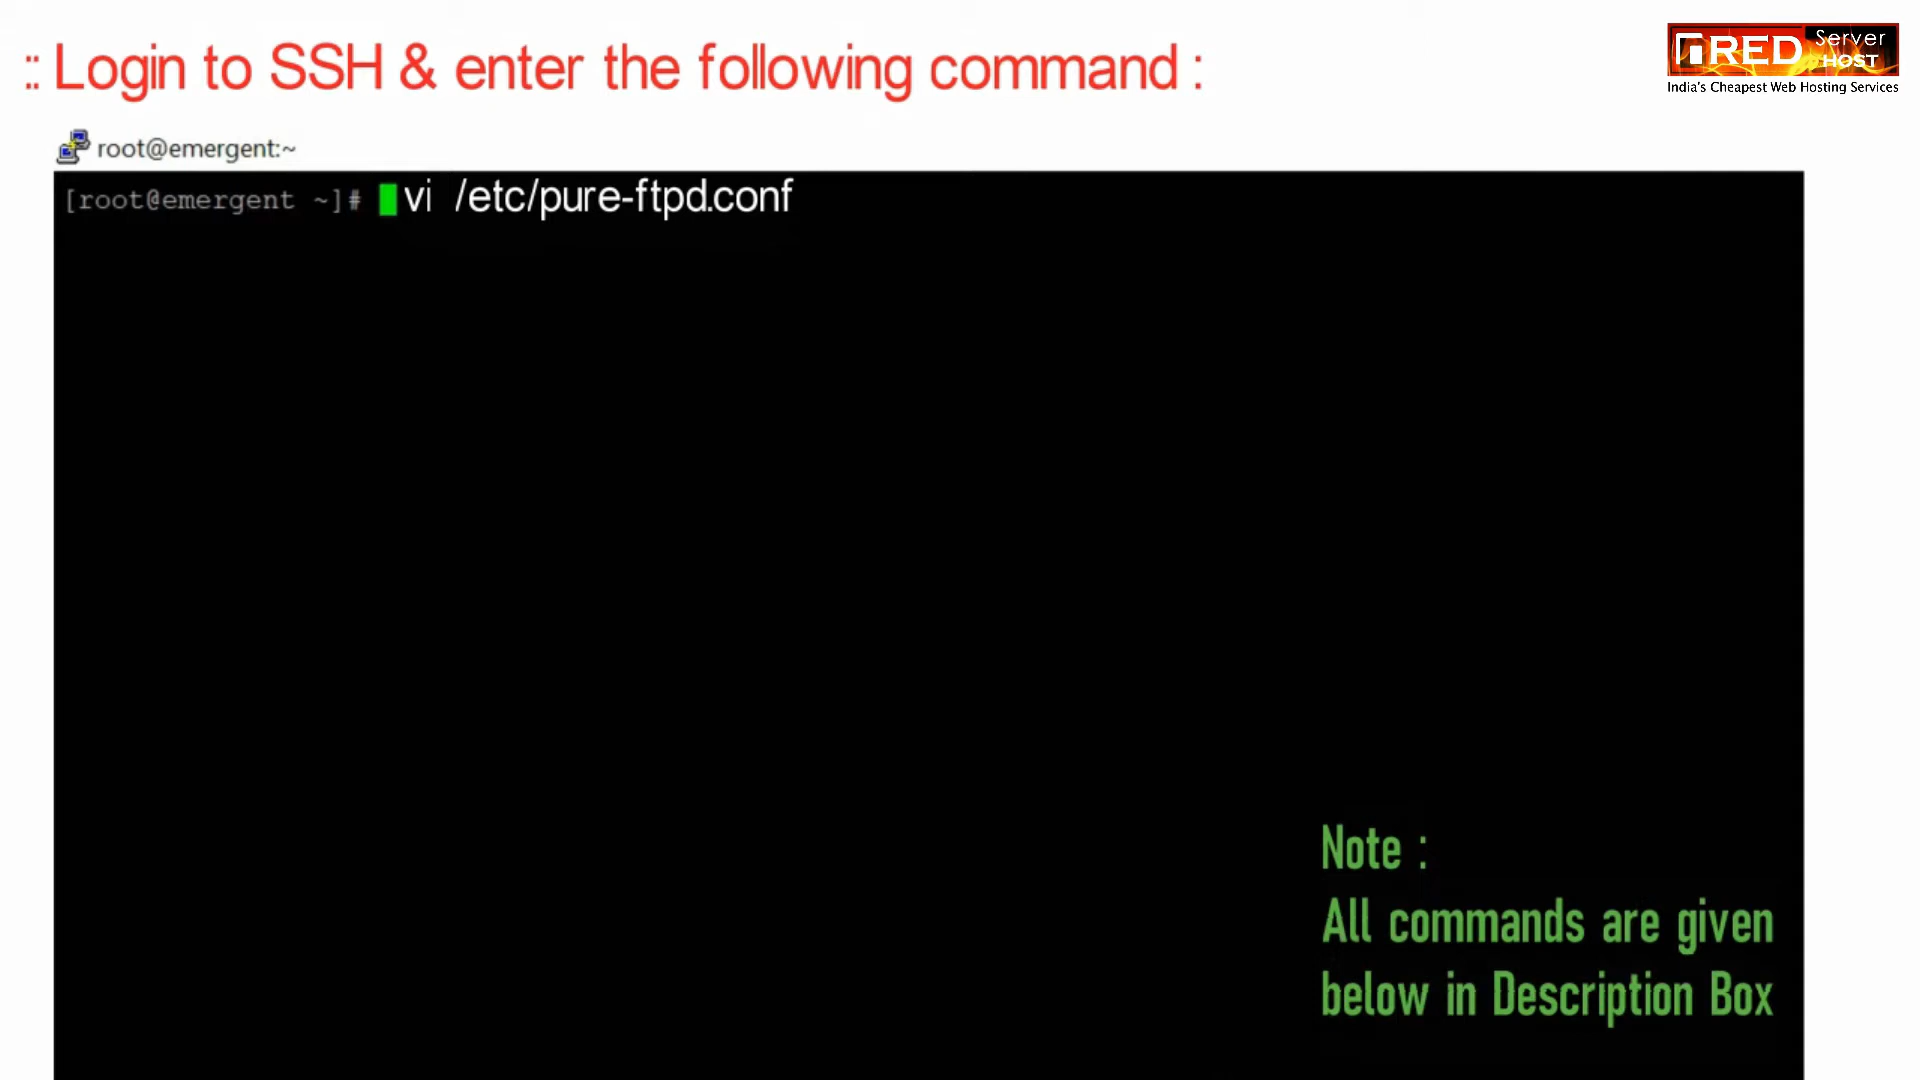 :: Login to SSH & enter the following command :
RED Server HOST
India's Cheapest Web Hosting Services
root@emergent:~
[root@emergent ~]# vi /etc/pure-ftpd.conf
Note :
All commands are given
below in Description Box